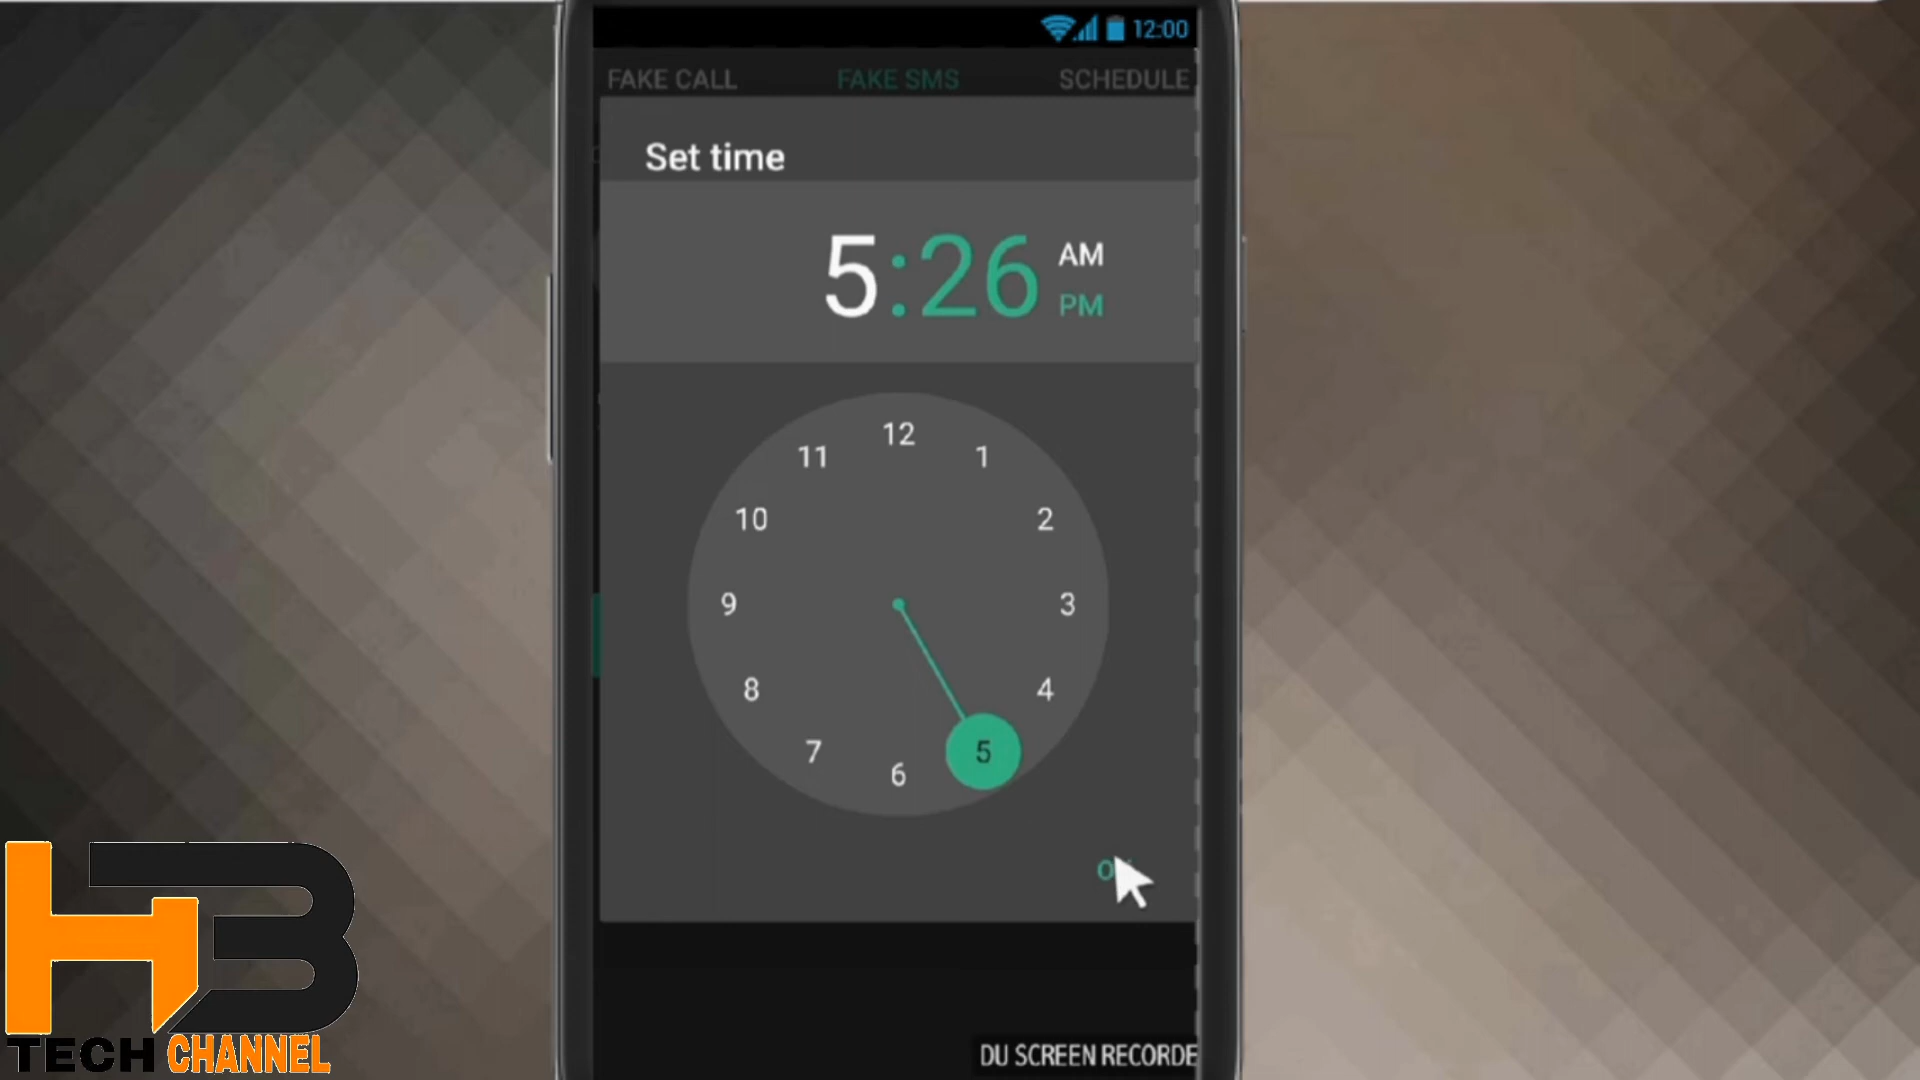 12:00
FAKE CALL FAKE SMS SCHEDULE
Set time
5:26
AM
PM
12
11 1
10 2
9 3
8 4
7 5
6
HB
TECH CHANNEL
DU SCREEN RECORDE